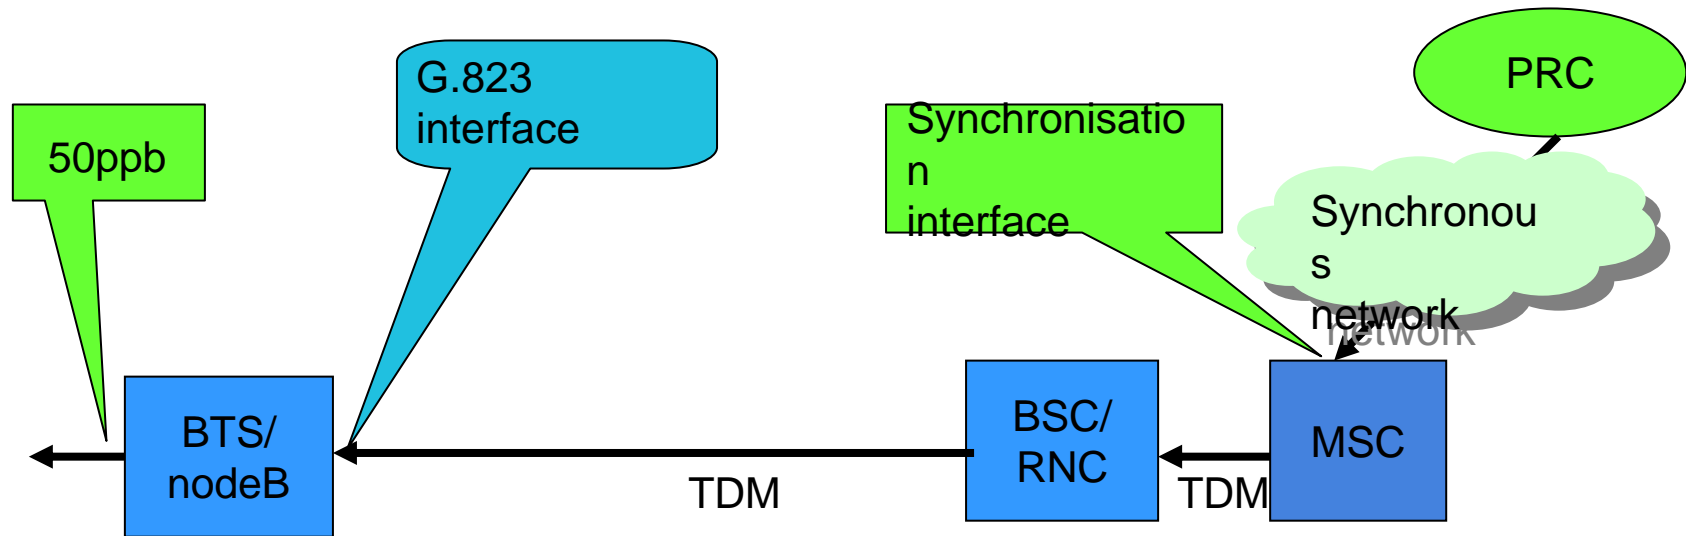 PRC
G.823
interface
Synchronisatio
n
interface
50ppb
Synchronou
s
network
network
BTS/
nodeB
BSC/
RNC
MSC
TDM
TDM